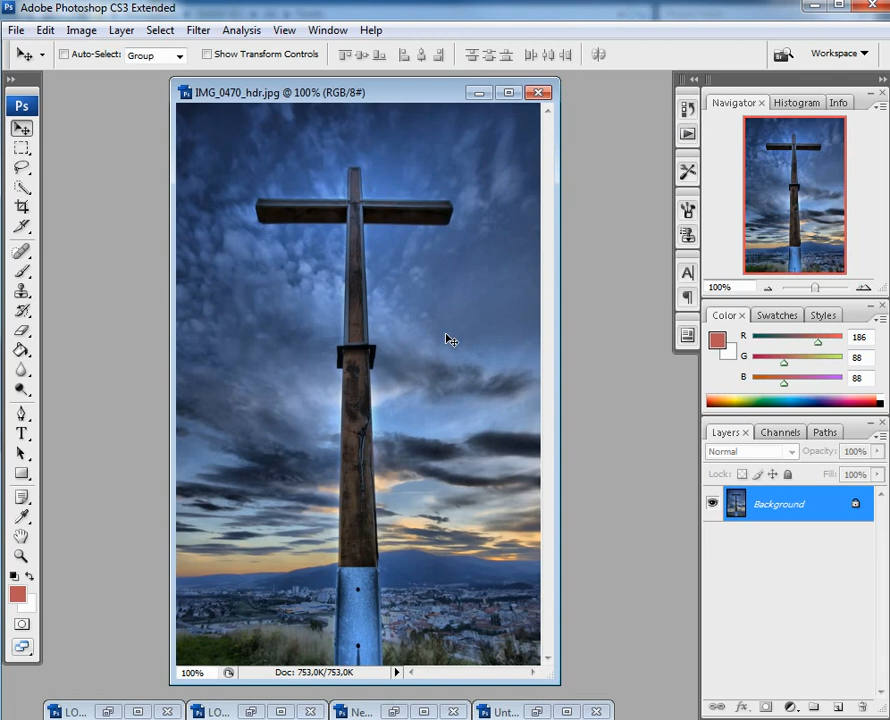 Adobe Photoshop CS3 Extended
File Edit Image Layer Select Filter Analysis View Window Help
Auto-Select: Group Show Transform Controls Workspace
Ps
IMG_0470_hdr.jpg @ 100% (RGB/8#)
Navigator Histogram Info
100%
Color Swatches Styles
R 186
G 88
B 88
Layers Channels Paths
Normal Opacity: 100%
Lock: Fill: 100%
Background
T
A
100% Doc: 753,0K/753,0K
LO... LO... Ne... Unt...